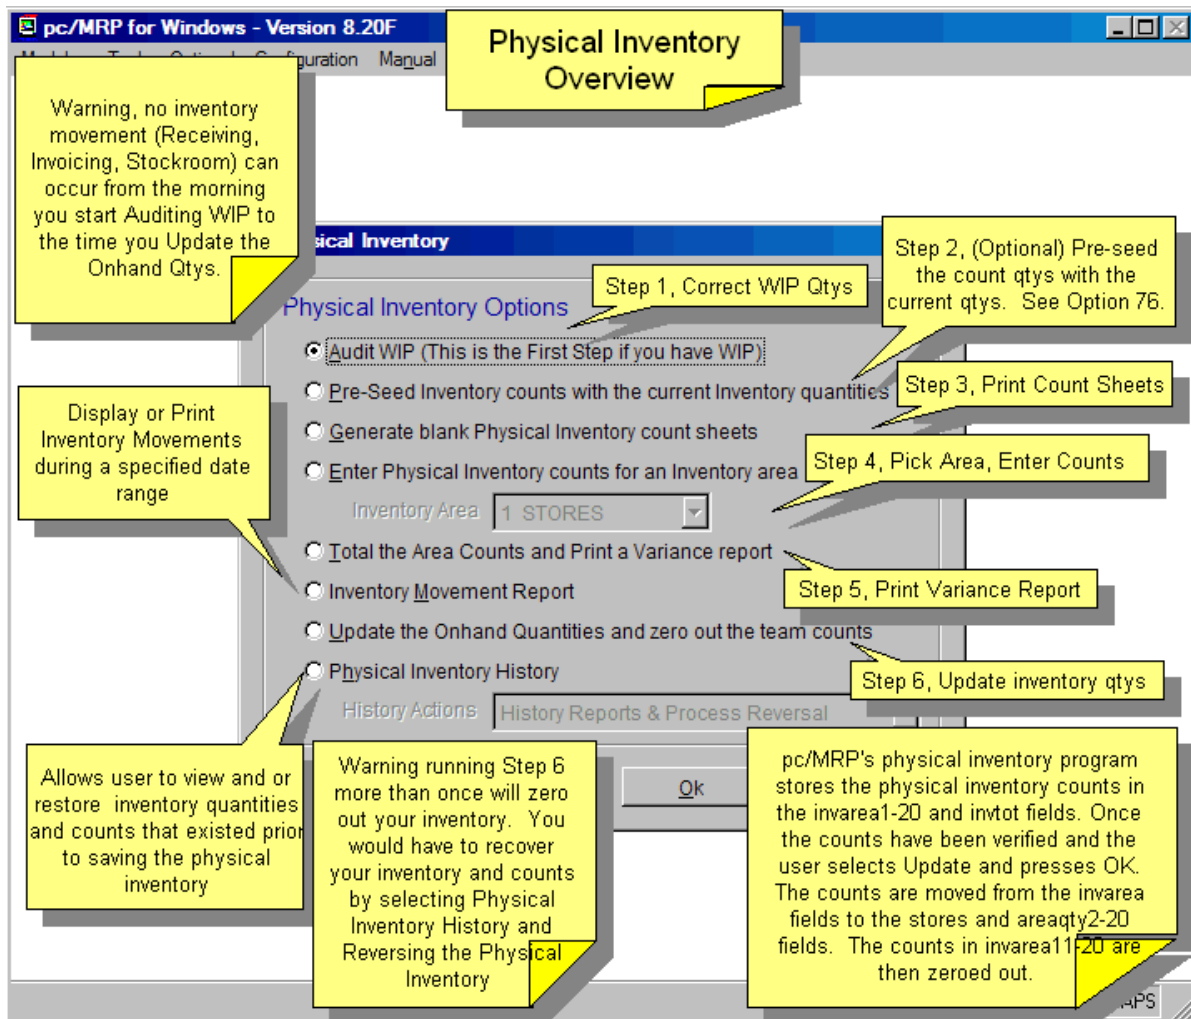 pc/MRP for Windows - Version 8.20F
Manual
Physical Inventory
Overview
Warning, no inventory
movement (Receiving,
Invoicing, Stockroom) can
occur from the morning
you start Auditing WIP to
the time you Update the
Onhand Qtys.
Inventory
Step 1, Correct WIP Qtys
Step 2, (Optional) Pre-seed
the count qtys with the
current qtys. See Option 76.
Physical Inventory Options
Audit WIP (This is the First Step if you have WIP)
Pre-Seed Inventory counts with the current Inventory quantities
Step 3, Print Count Sheets
Generate blank Physical Inventory count sheets
Display or Print
Inventory Movements
during a specified date
range
Enter Physical Inventory counts for an Inventory area
Step 4, Pick Area, Enter Counts
Inventory Area 1 STORES
Total the Area Counts and Print a Variance report
Step 5, Print Variance Report
Inventory Movement Report
Update the Onhand Quantities and zero out the team counts
Physical Inventory History
Step 6, Update inventory qtys
History Actions History Reports & Process Reversal
Ok
Allows user to view and or
restore inventory quantities
and counts that existed prior
to saving the physical
inventory
Warning running Step 6
more than once will zero
out your inventory. You
would have to recover
your inventory and counts
by selecting Physical
Inventory History and
Reversing the Physical
Inventory
pc/MRP's physical inventory program
stores the physical inventory counts in
the invarea1-20 and invtot fields. Once
the counts have been verified and the
user selects Update and presses OK.
The counts are moved from the invarea
fields to the stores and areaqty2-20
fields. The counts in invarea11-20 are
then zeroed out.